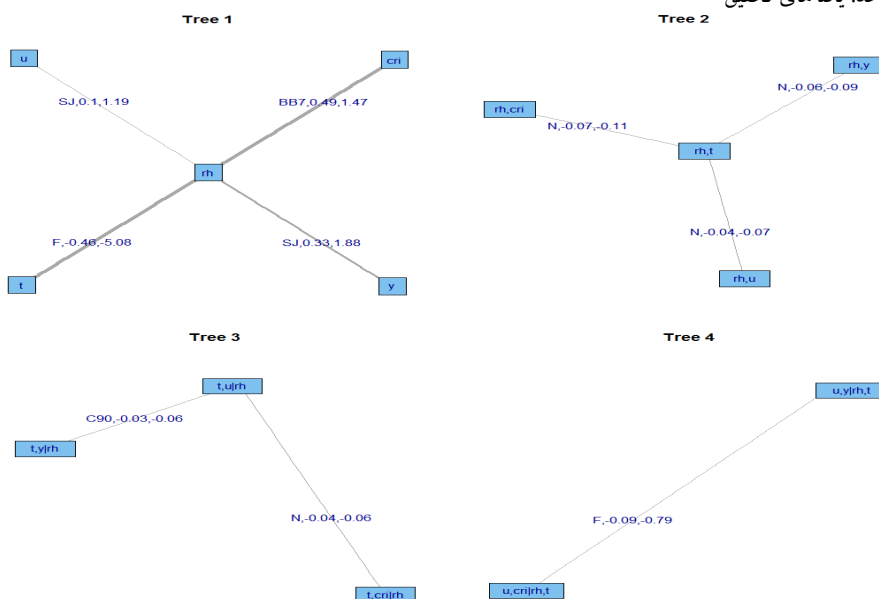 یافته‌های تحقیق
Tree 1
u
cri
SJ,0.1,1.19
BB7,0.49,1.47
rh
F,-0.46,-5.08
SJ,0.33,1.88
t
y
Tree 2
rh,y
N,-0.06,-0.09
rh,cri
N,-0.07,-0.11
rh,t
N,-0.04,-0.07
rh,u
Tree 3
t,u|rh
C90,-0.03,-0.06
t,y|rh
N,-0.04,-0.06
t,cri|rh
Tree 4
u,y|rh,t
F,-0.09,-0.79
u,cri|rh,t